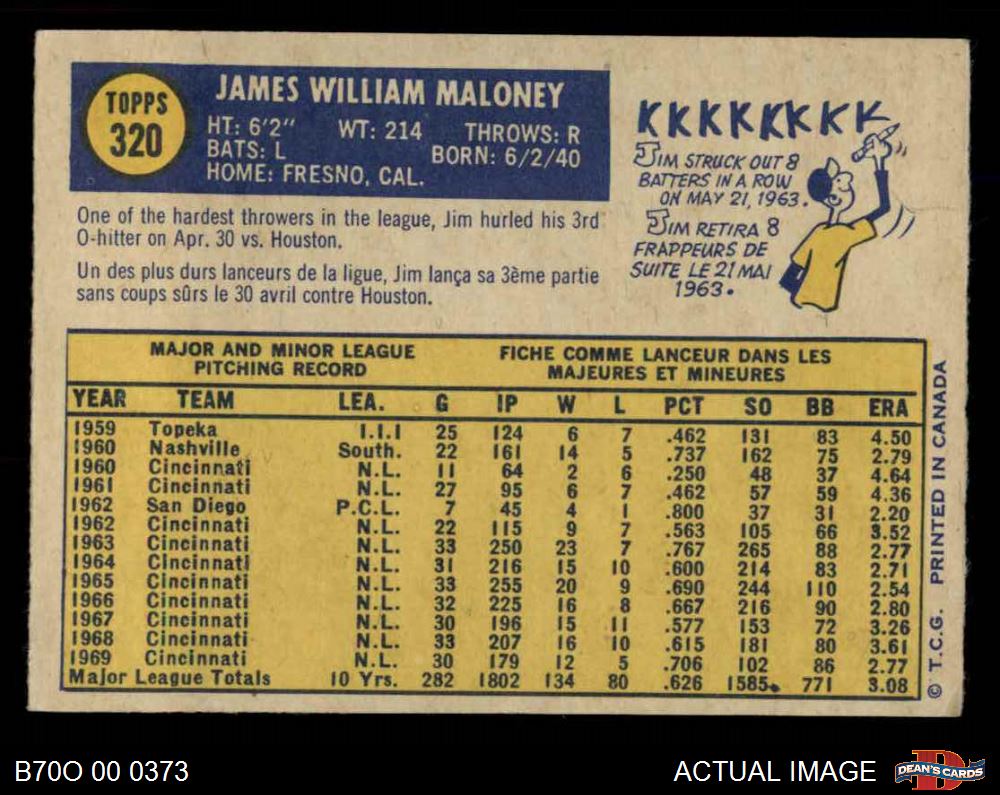 TOPPS
320
JAMES WILLIAM MALONEY
HT: 6'2" WT: 214 THROWS: R
BATS: L BORN: 6/2/40
HOME: FRESNO, CAL.
One of the hardest throwers in the league, Jim hurled his 3rd
O-hitter on Apr. 30 vs. Houston.
Un des plus durs lanceurs de la ligue, Jim lança sa 3ème partie
sans coups sûrs le 30 avril contre Houston.
KKKKKKKK
JIM STRUCK OUT 8
BATTERS IN A ROW
ON MAY 21, 1963.
JIM RETIRA 8
FRAPPEURS DE
SUITE LE 21 MAI
1963.
MAJOR AND MINOR LEAGUE
PITCHING RECORD
FICHE COMME LANCEUR DANS LES
MAJEURES ET MINEURES
YEAR TEAM LEA. G IP W L PCT SO BB ERA
1959 Topeka I.I.I 25 124 6 7 .462 131 83 4.50
1960 Nashville South. 22 161 14 5 .737 162 75 2.79
1960 Cincinnati N.L. 11 64 2 6 .250 48 37 4.64
1961 Cincinnati N.L. 27 95 6 7 .462 57 59 4.36
1962 San Diego P.C.L. 7 45 4 1 .800 37 31 2.20
1962 Cincinnati N.L. 22 115 9 7 .563 105 66 3.52
1963 Cincinnati N.L. 33 250 23 7 .767 265 88 2.77
1964 Cincinnati N.L. 31 216 15 10 .600 214 83 2.71
1965 Cincinnati N.L. 33 255 20 9 .690 244 110 2.54
1966 Cincinnati N.L. 32 225 16 8 .667 216 90 2.80
1967 Cincinnati N.L. 30 196 15 11 .577 153 72 3.26
1968 Cincinnati N.L. 33 207 16 10 .615 181 80 3.61
1969 Cincinnati N.L. 30 179 12 5 .706 102 86 2.77
Major League Totals 10 Yrs. 282 1802 134 80 .626 1585 771 3.08
© T.C.G. PRINTED IN CANADA
B70O 00 0373
ACTUAL IMAGE
D
DEAN'S CARDS